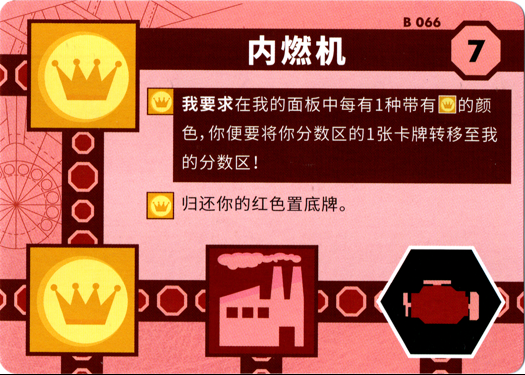 B 066
内燃机
7
我要求在我的面板中每有1种带有的颜
色,你便要将你分数区的1张卡牌转移至我
的分数区!
归还你的红色置底牌。